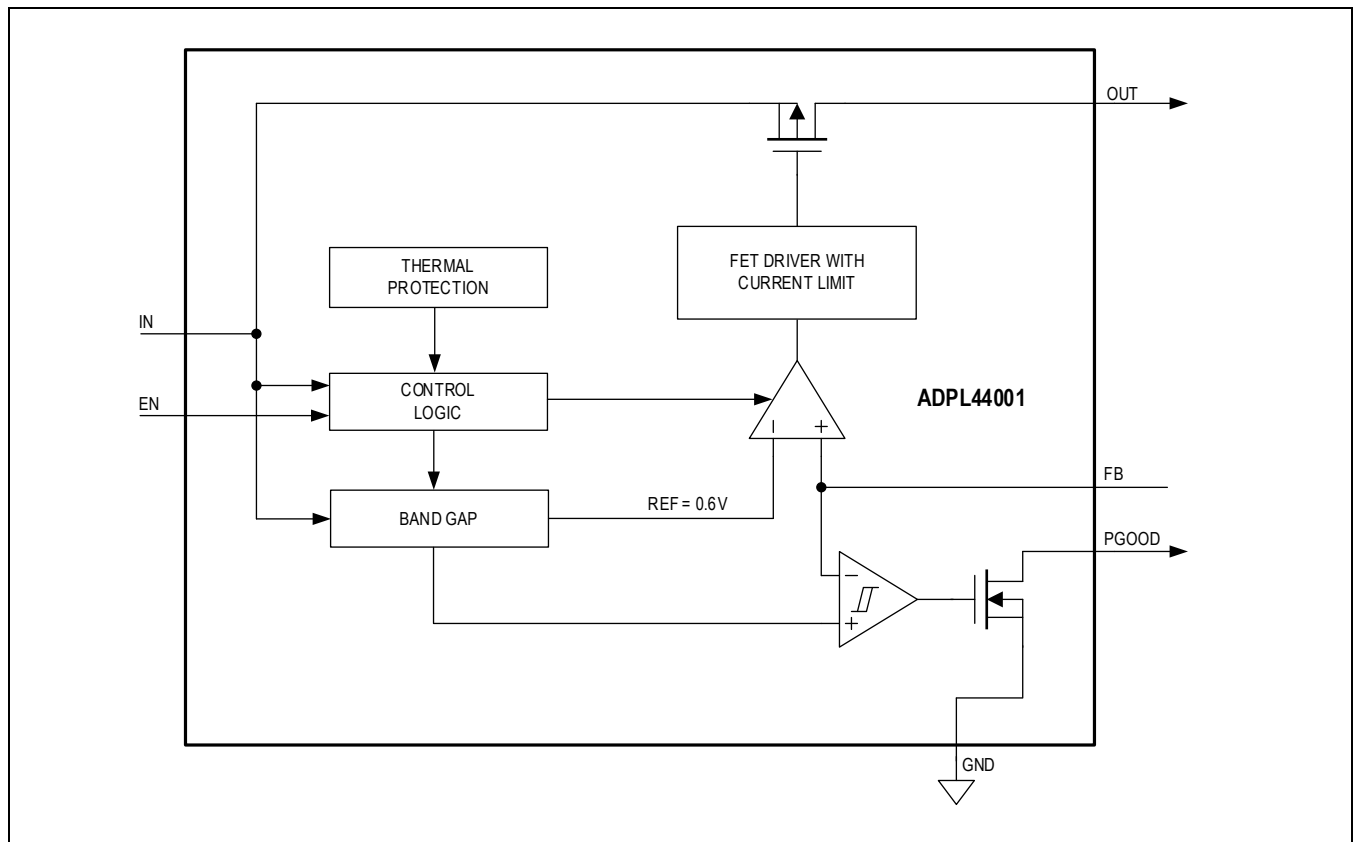 OUT
THERMAL
PROTECTION
FET DRIVER WITH
CURRENT LIMIT
IN
CONTROL
LOGIC
EN
ADPL44001
FB
BAND GAP
REF = 0.6V
PGOOD
GND